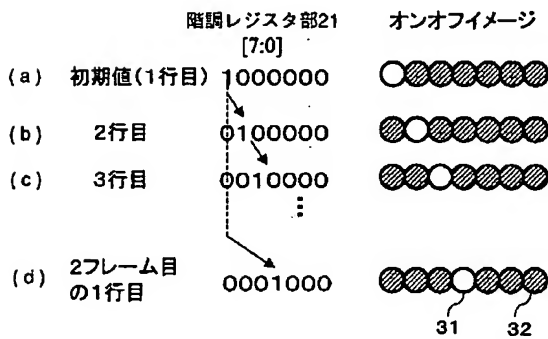 階調レジスタ部21 オンオフイメージ
[7:0]
(a) 初期値(1行目) 1000000
(b) 2行目 0100000
(c) 3行目 0010000
⋮
(d) 2フレーム目の1行目 0001000
31 32